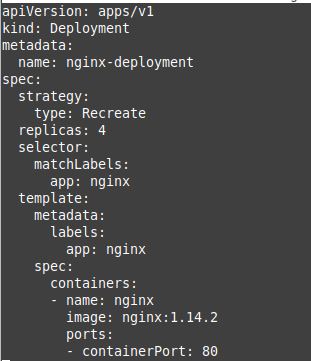 apiVersion: apps/v1
kind: Deployment
metadata:
  name: nginx-deployment
spec:
  strategy:
    type: Recreate
  replicas: 4
  selector:
    matchLabels:
      app: nginx
  template:
    metadata:
      labels:
        app: nginx
    spec:
      containers:
      - name: nginx
        image: nginx:1.14.2
        ports:
        - containerPort: 80